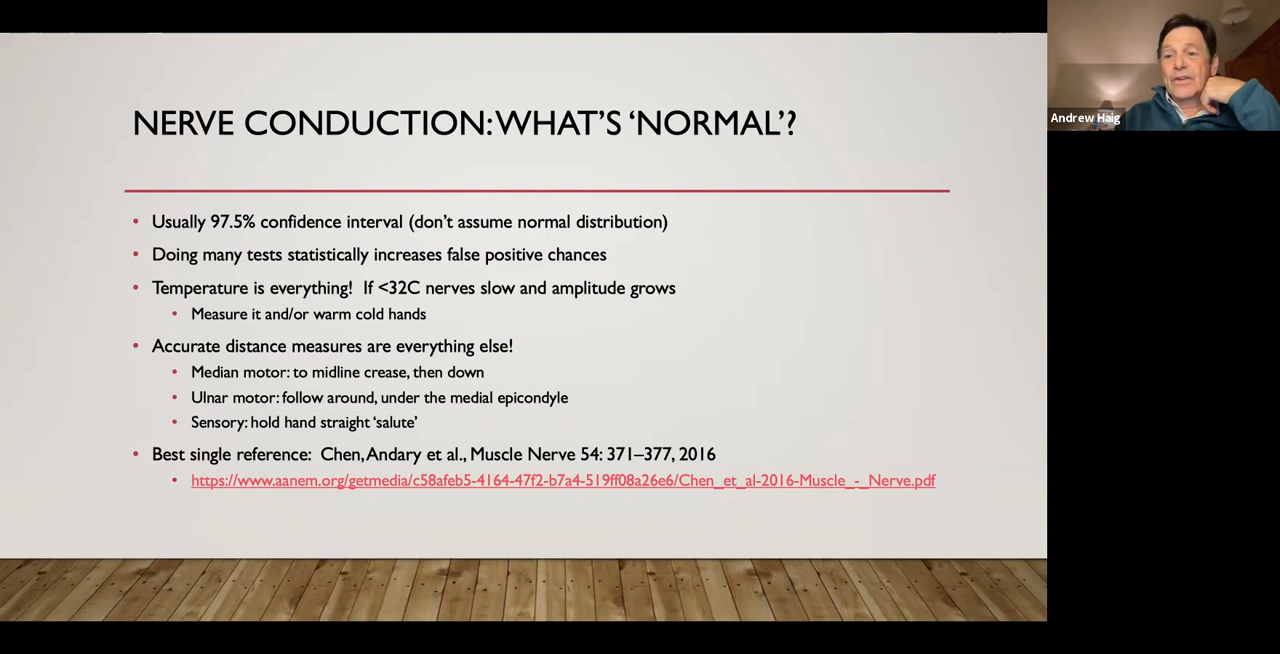 NERVE CONDUCTION: WHAT'S 'NORMAL'?
• Usually 97.5% confidence interval (don't assume normal distribution)
• Doing many tests statistically increases false positive chances
• Temperature is everything! If <32C nerves slow and amplitude grows
• Measure it and/or warm cold hands
• Accurate distance measures are everything else!
• Median motor: to midline crease, then down
• Ulnar motor: follow around, under the medial epicondyle
• Sensory: hold hand straight 'salute'
• Best single reference: Chen, Andary et al., Muscle Nerve 54: 371–377, 2016
• https://www.aanem.org/getmedia/c58afeb5-4164-47f2-b7a4-519ff08a26e6/Chen_et_al-2016-Muscle_-_Nerve.pdf
Andrew Haig